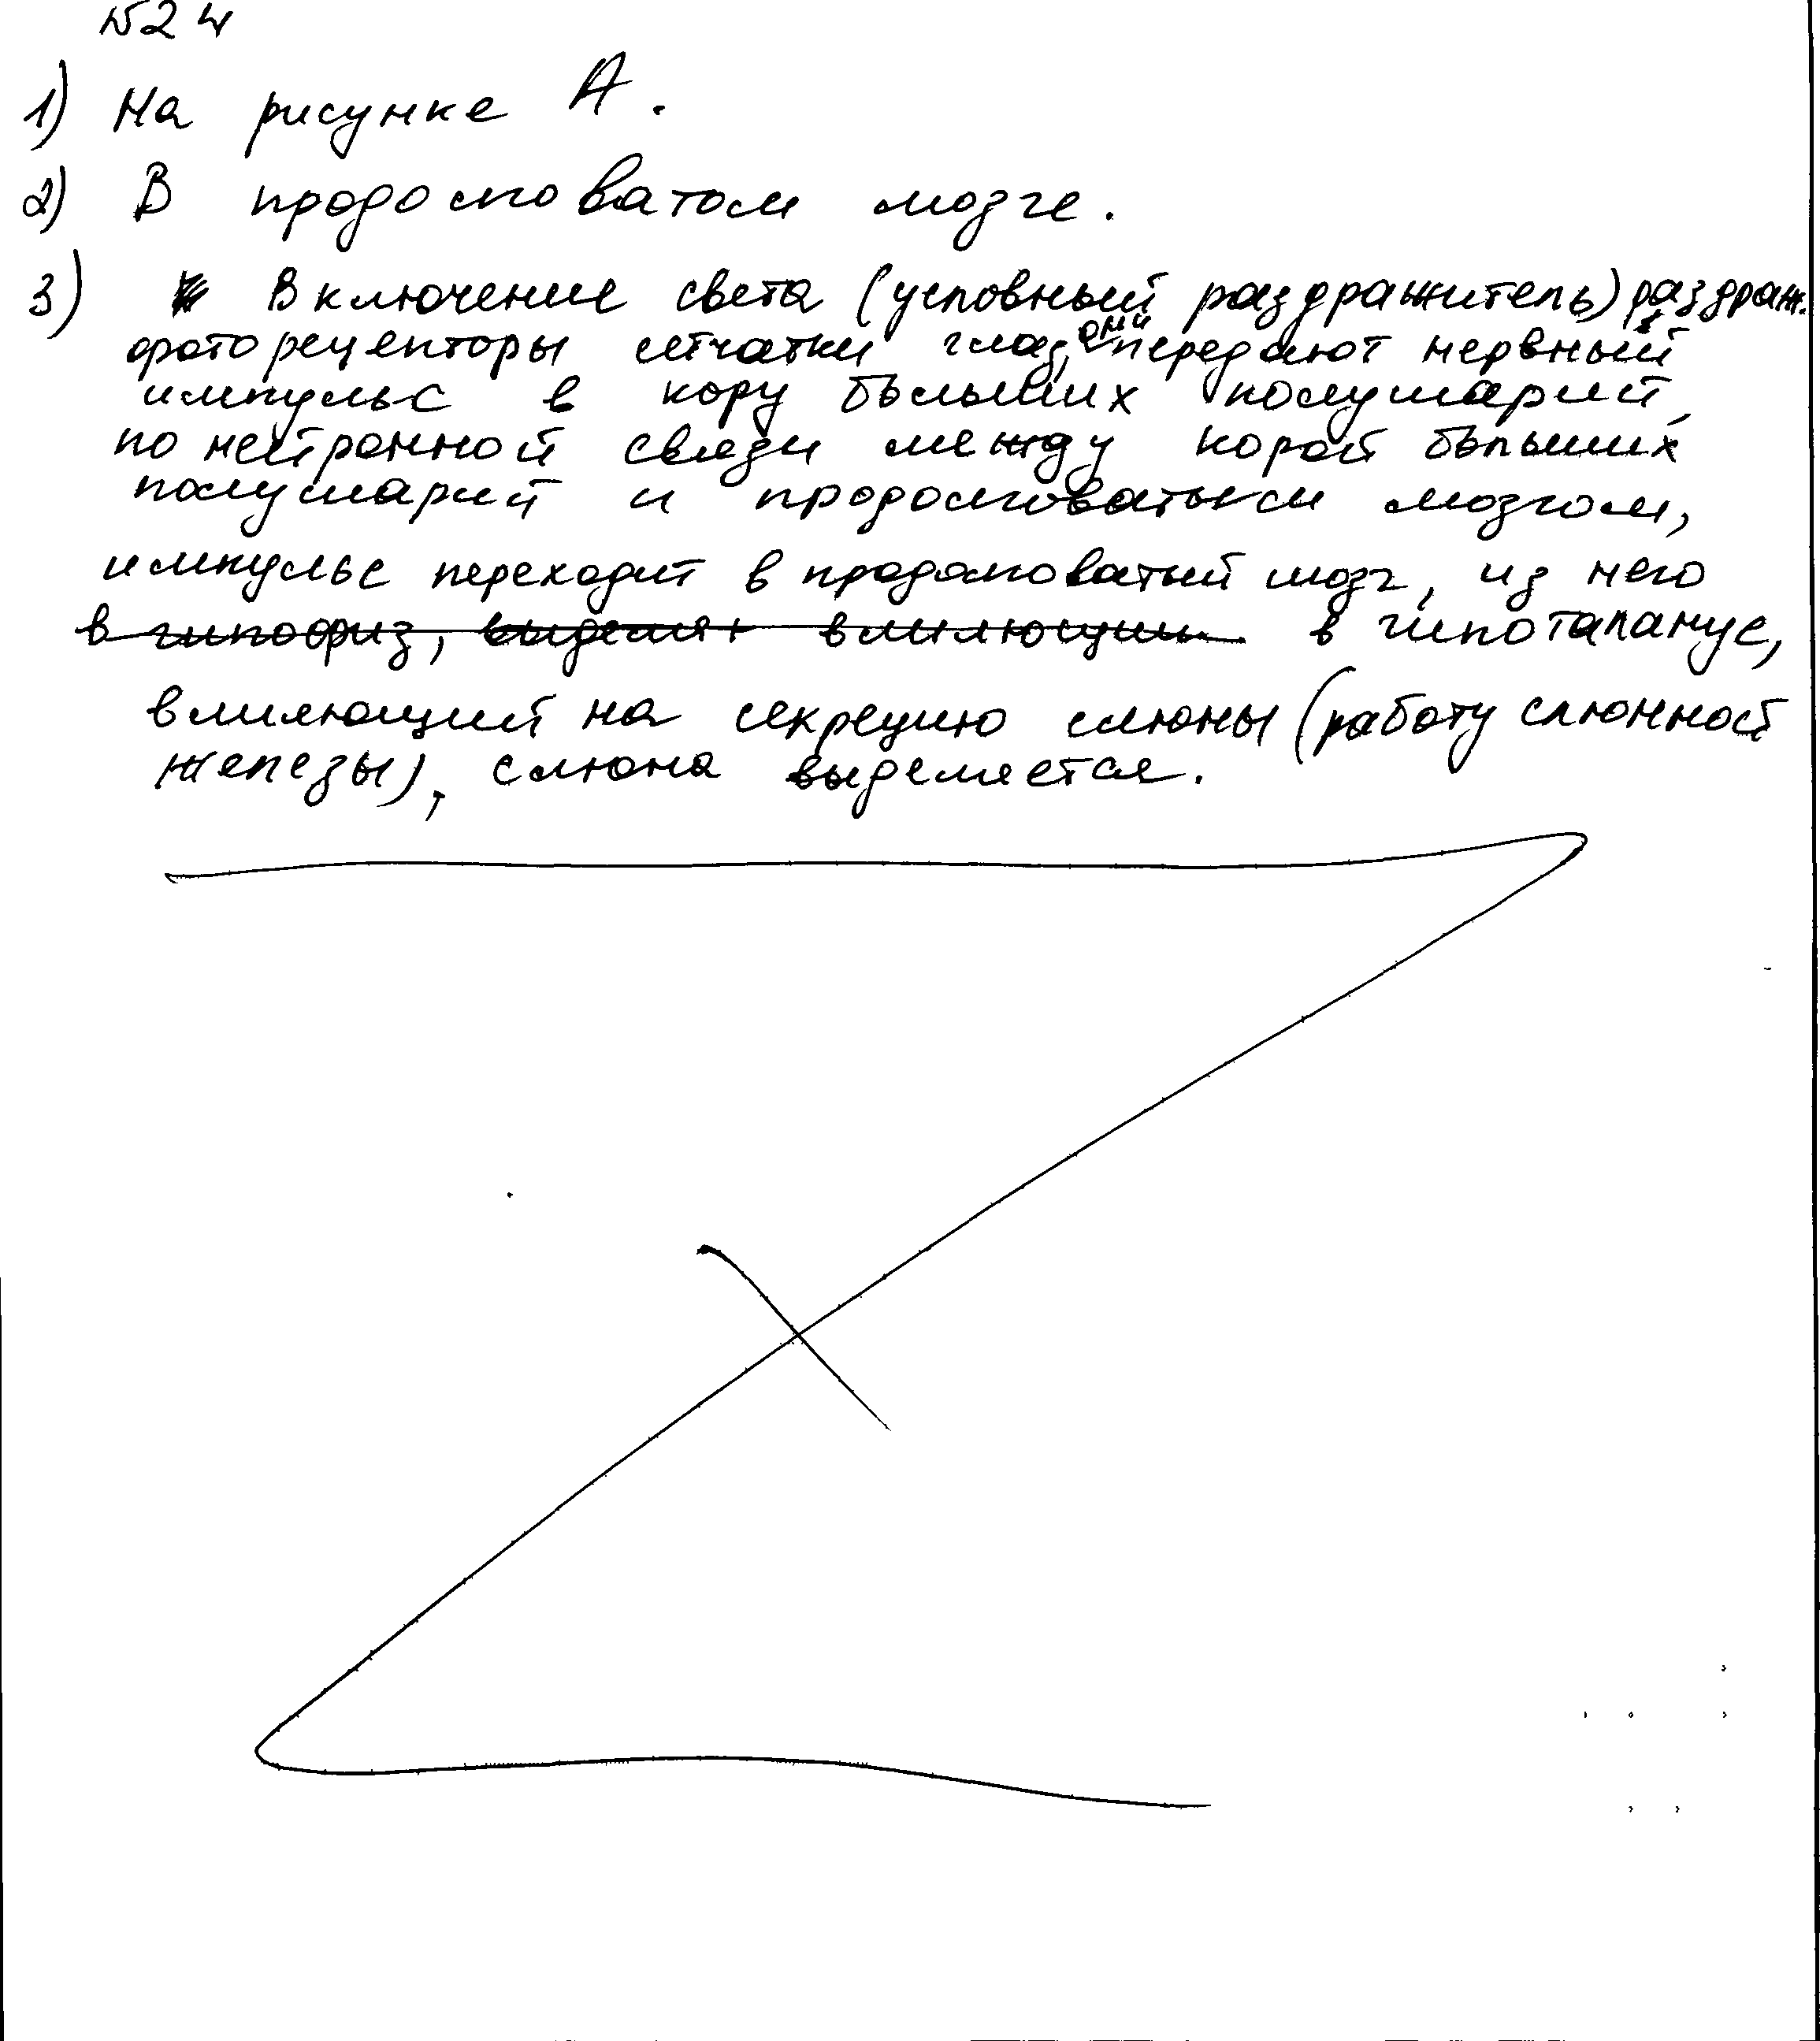 №24
1) На рисунке А.
2) В продолговатом мозге.
3) Включение света (условный раздражитель) раздраж.
фоторецепторы сетчатки глаз, они передают нервный
импульс в кору больших полушарий,
по нейронной связи между корой больших
полушарий и продолговатым мозгом,
импульс переходит в продолговатый мозг, из него
в гипофиз, в гипоталамус,
влияющий на секрецию слюны (работу слюнной
железы), слюна выделяется.